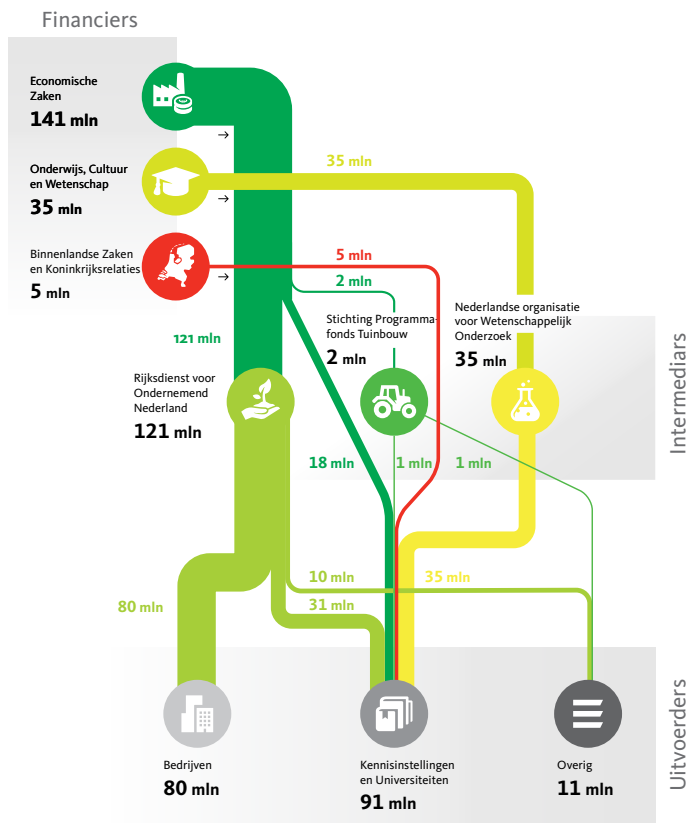 Financiers
Economische
Zaken
141 mln
→
Onderwijs, Cultuur
en Wetenschap
35 mln
→
35 mln
Binnenlandse Zaken
en Koninkrijksrelaties
5 mln
→
5 mln
2 mln
121 mln
Stichting Programma-
fonds Tuinbouw
2 mln
Nederlandse organisatie
voor Wetenschappelijk
Onderzoek
35 mln
Intermediars
Rijksdienst voor
Ondernemend
Nederland
121 mln
18 mln
1 mln
1 mln
10 mln
35 mln
80 mln
31 mln
Uitvoerders
Bedrijven
80 mln
Kennisinstellingen
en Universiteiten
91 mln
Overig
11 mln